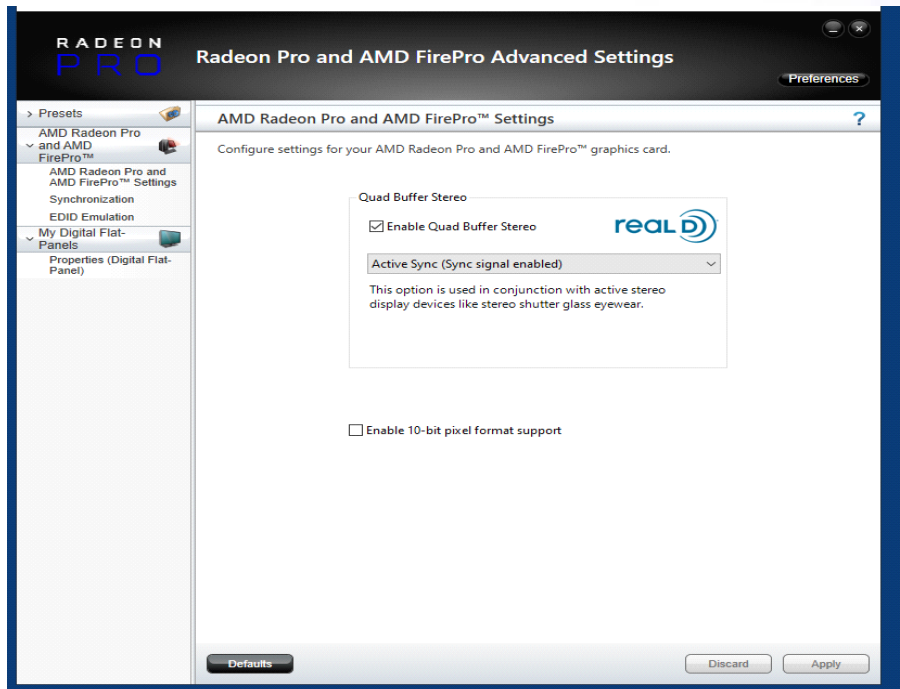 RADEON
PRO
Radeon Pro and AMD FirePro Advanced Settings
Preferences
Presets
AMD Radeon Pro
and AMD
FirePro™
AMD Radeon Pro and
AMD FirePro™ Settings
Synchronization
EDID Emulation
My Digital Flat-
Panels
Properties (Digital Flat-
Panel)
AMD Radeon Pro and AMD FirePro™ Settings
?
Configure settings for your AMD Radeon Pro and AMD FirePro™ graphics card.
Quad Buffer Stereo
Enable Quad Buffer Stereo
REAL D
Active Sync (Sync signal enabled)
This option is used in conjunction with active stereo
display devices like stereo shutter glass eyewear.
Enable 10-bit pixel format support
Defaults
Discard
Apply